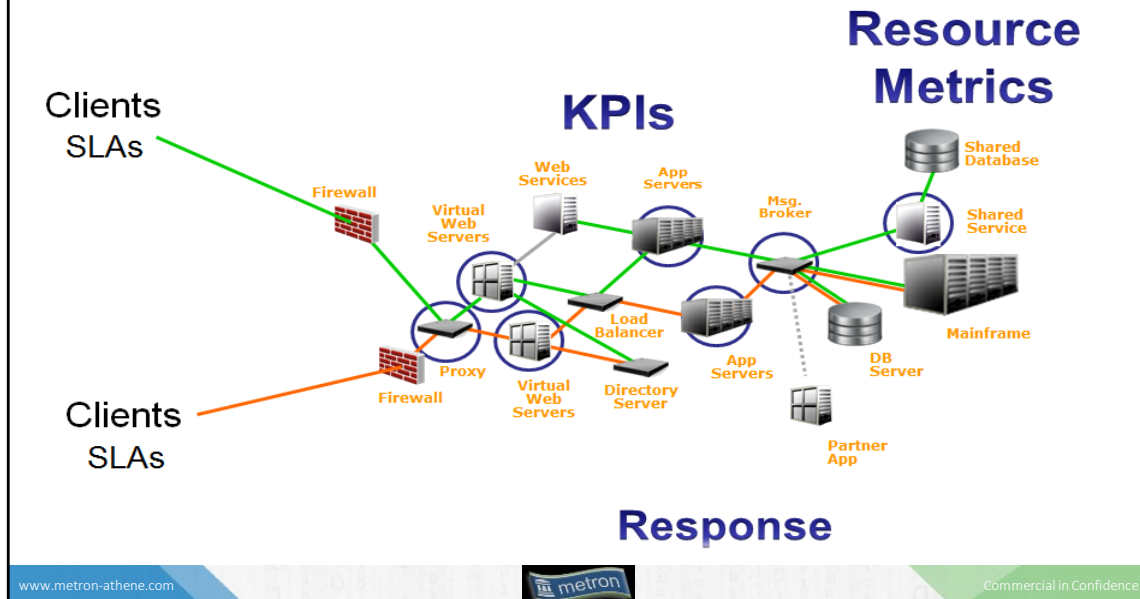 Resource
Metrics
KPIs
Clients
SLAs
Firewall
Virtual
Web
Servers
Web
Services
App
Servers
Msg.
Broker
Shared
Database
Shared
Service
Mainframe
DB
Server
Load
Balancer
App
Servers
Proxy
Firewall
Virtual
Web
Servers
Directory
Server
Partner
App
Clients
SLAs
Response
www.metron-athene.com
metron
Commercial in Confidence